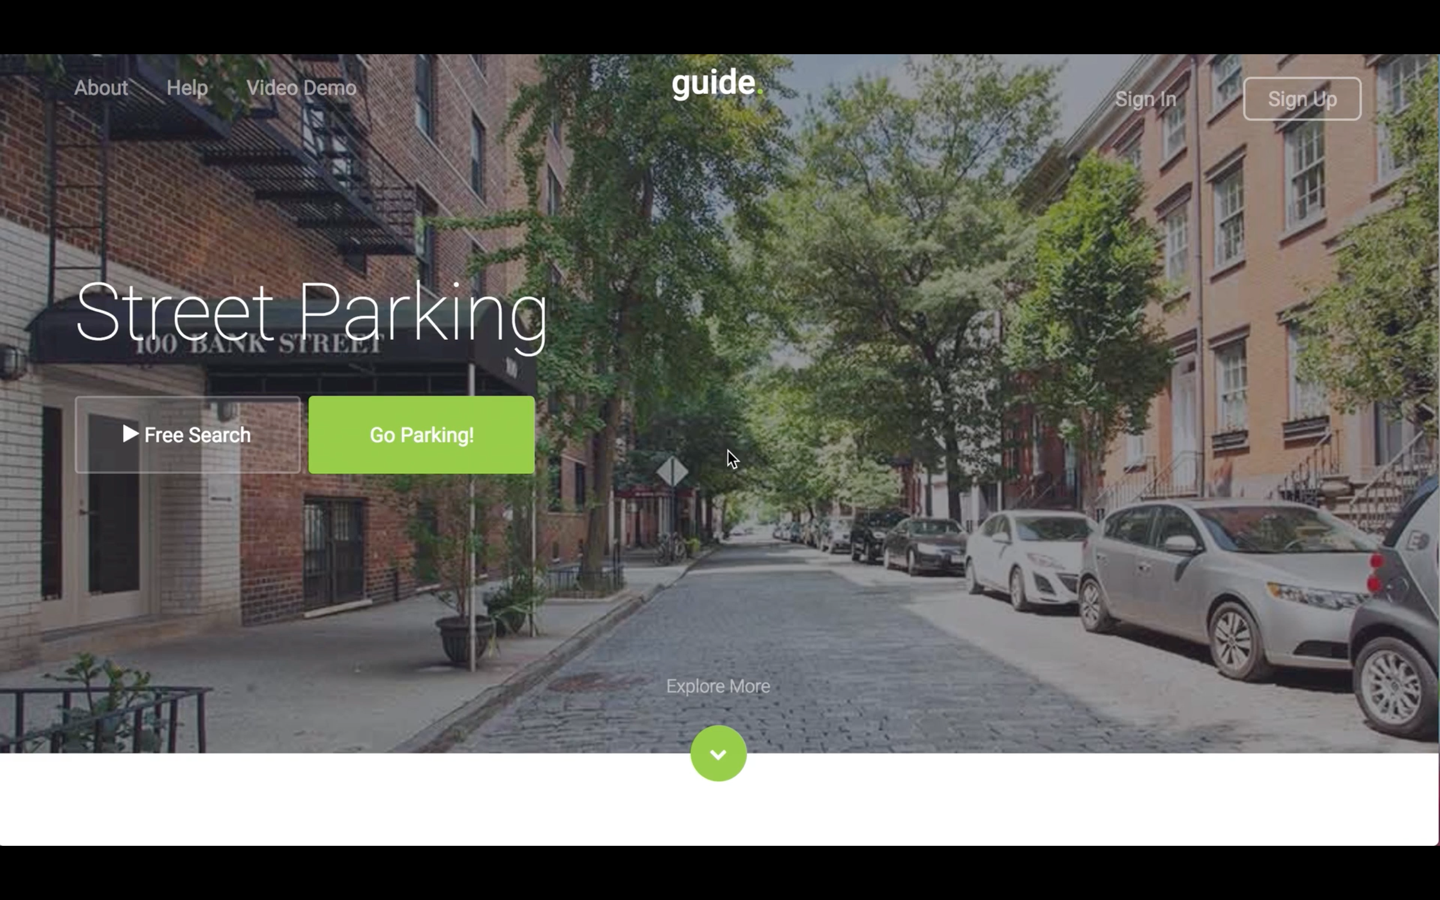 About Help Video Demo
guide.
Sign In Sign Up
Street Parking
100 BANK STREET
100
Free Search
Go Parking!
Explore More